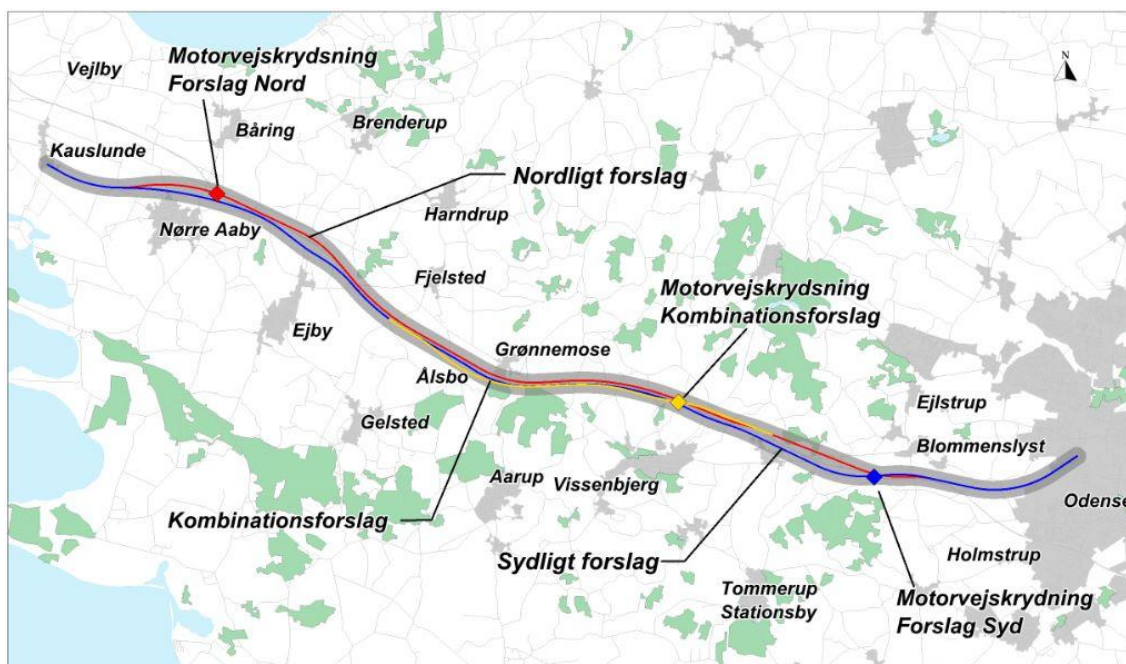 Motorvejskrydsning
Forslag Nord
Vejlby
N
Båring
Brenderup
Kauslunde
Nordligt forslag
Harndrup
Nørre Aaby
Fjelsted
Motorvejskrydsning
Kombinationsforslag
Ejby
Grønnemose
Ålsbo
Ejlstrup
Gelsted
Blommenslyst
Aarup
Vissenbjerg
Odense
Kombinationsforslag
Sydligt forslag
Holmstrup
Tommerup
Stationsby
Motorvejskrydning
Forslag Syd